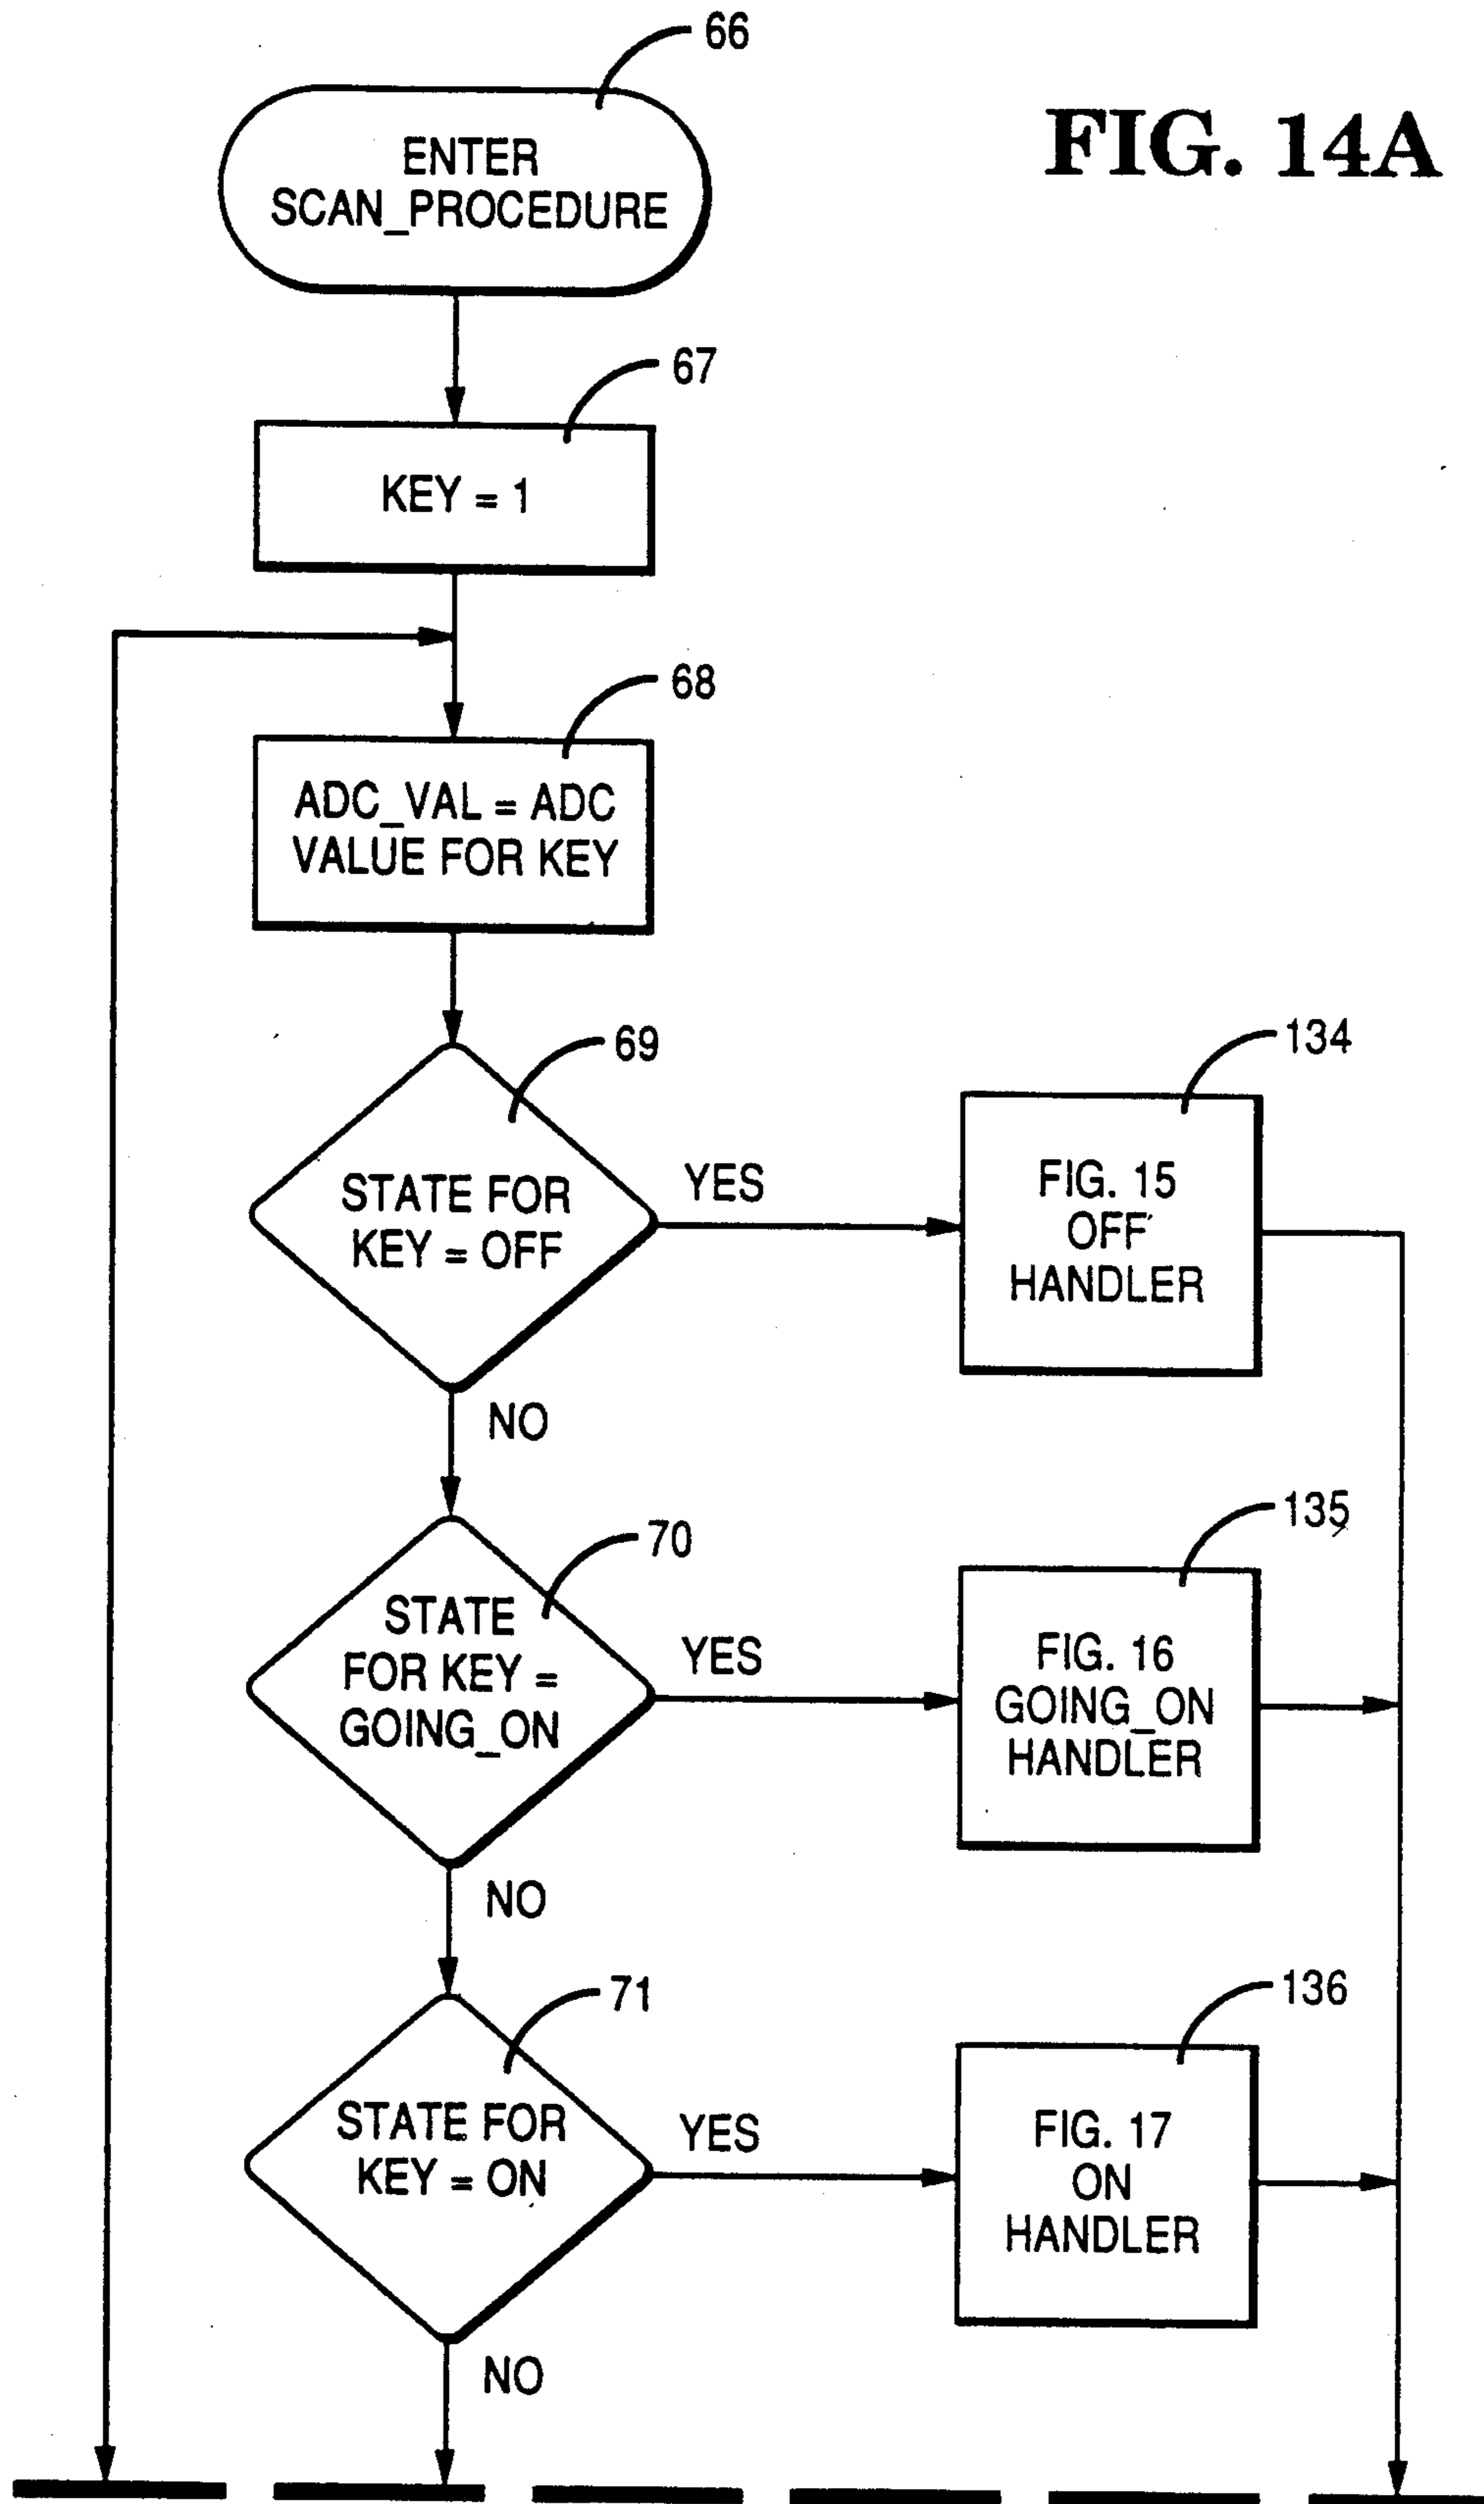 66
FIG. 14A
ENTER
SCAN_PROCEDURE
67
KEY = 1
68
ADC_VAL = ADC
VALUE FOR KEY
69
STATE FOR
KEY = OFF
YES
134
FIG. 15
OFF
HANDLER
NO
70
STATE
FOR KEY =
GOING_ON
YES
135
FIG. 16
GOING_ON
HANDLER
NO
71
STATE FOR
KEY = ON
YES
136
FIG. 17
ON
HANDLER
NO